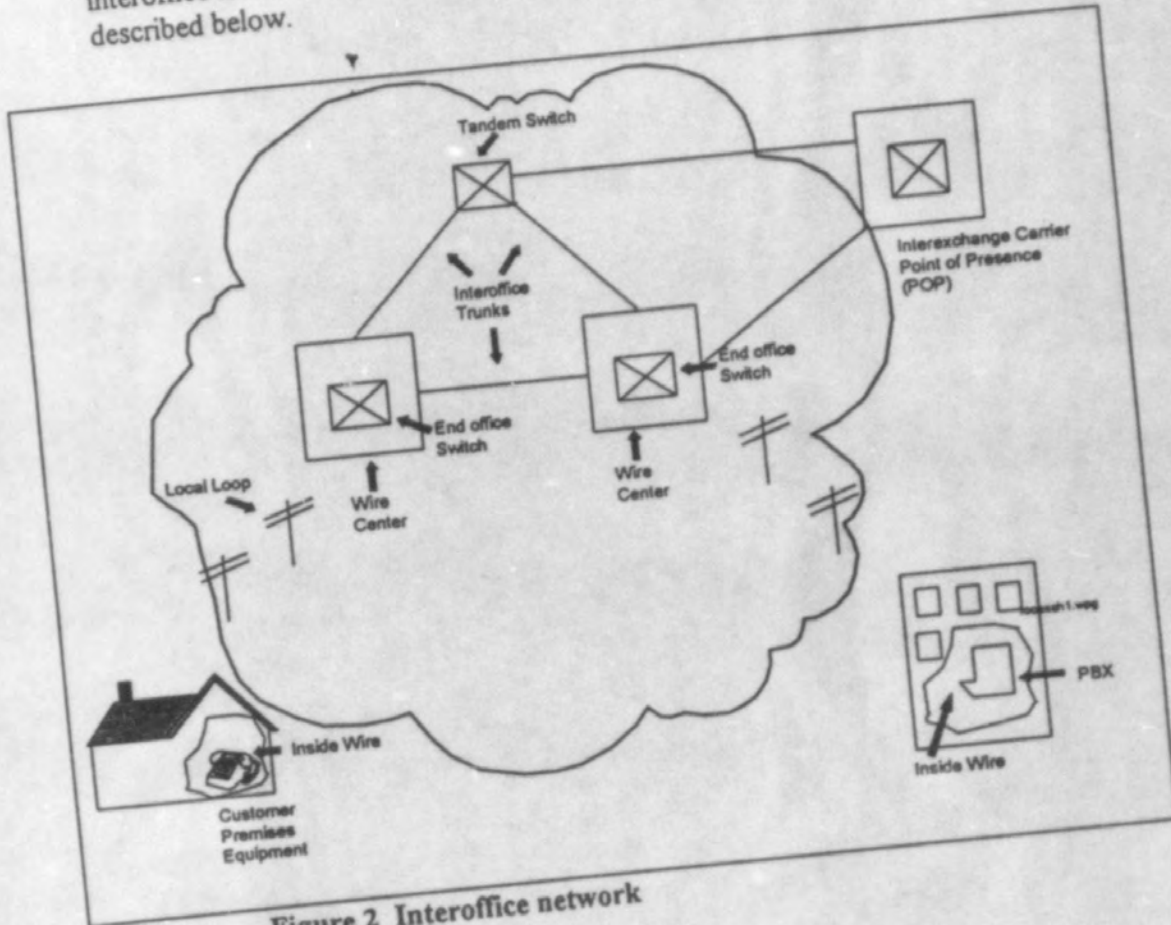 described below.
Tandem Switch
Interexchange Carrier
Point of Presence
(POP)
Interoffice
Trunks
End office
Switch
End office
Switch
Wire
Center
Wire
Center
Local Loop
PBX
Inside Wire
Inside Wire
Customer
Premises
Equipment
Figure 2 Interoffice network